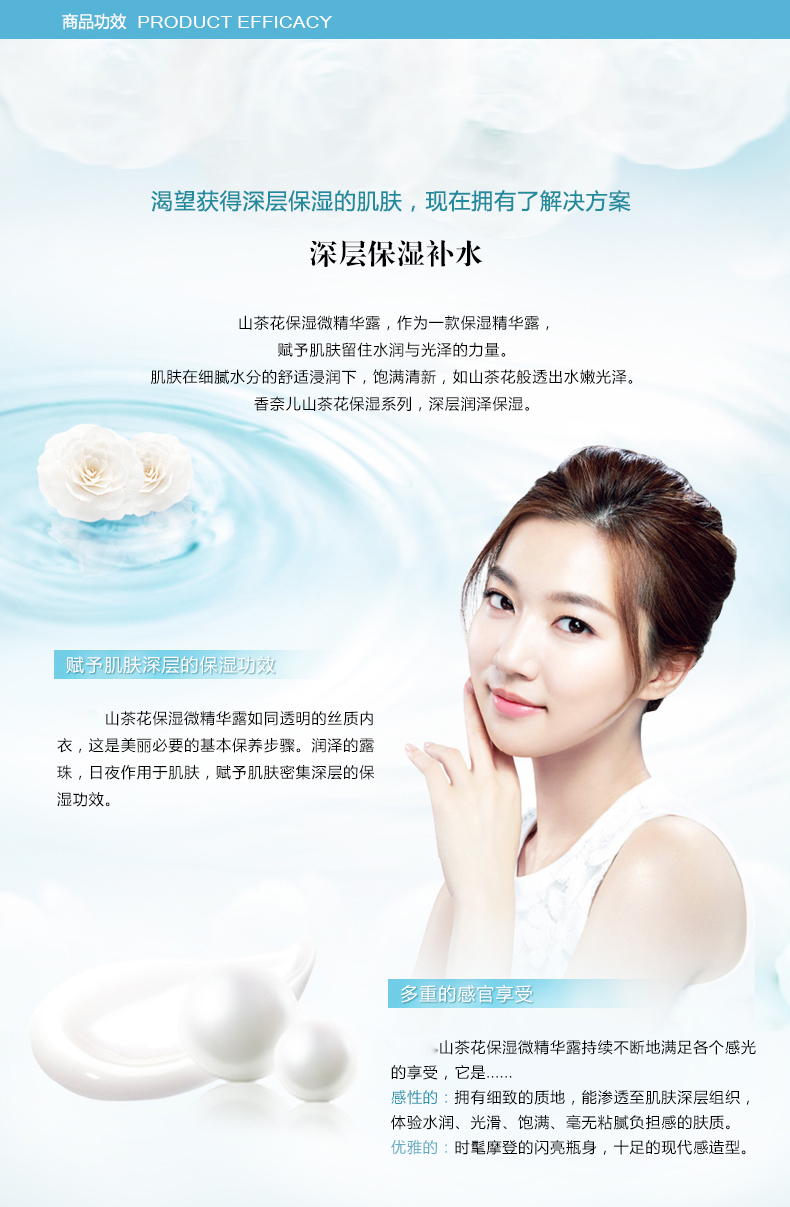 商品功效 PRODUCT EFFICACY
渴望获得深层保湿的肌肤，现在拥有了解决方案
深层保湿补水
山茶花保湿微精华露，作为一款保湿精华露，
赋予肌肤留住水润与光泽的力量。
肌肤在细腻水分的舒适浸润下，饱满清新，如山茶花般透出水嫩光泽。
香奈儿山茶花保湿系列，深层润泽保湿。
赋予肌肤深层的保湿功效
山茶花保湿微精华露如同透明的丝质内
衣，这是美丽必要的基本保养步骤。润泽的露
珠，日夜作用于肌肤，赋予肌肤密集深层的保
湿功效。
多重的感官享受
山茶花保湿微精华露持续不断地满足各个感光
的享受，它是......
感性的：拥有细致的质地，能渗透至肌肤深层组织，
体验水润、光滑、饱满、毫无粘腻负担感的肤质。
优雅的：时髦摩登的闪亮瓶身，十足的现代感造型。